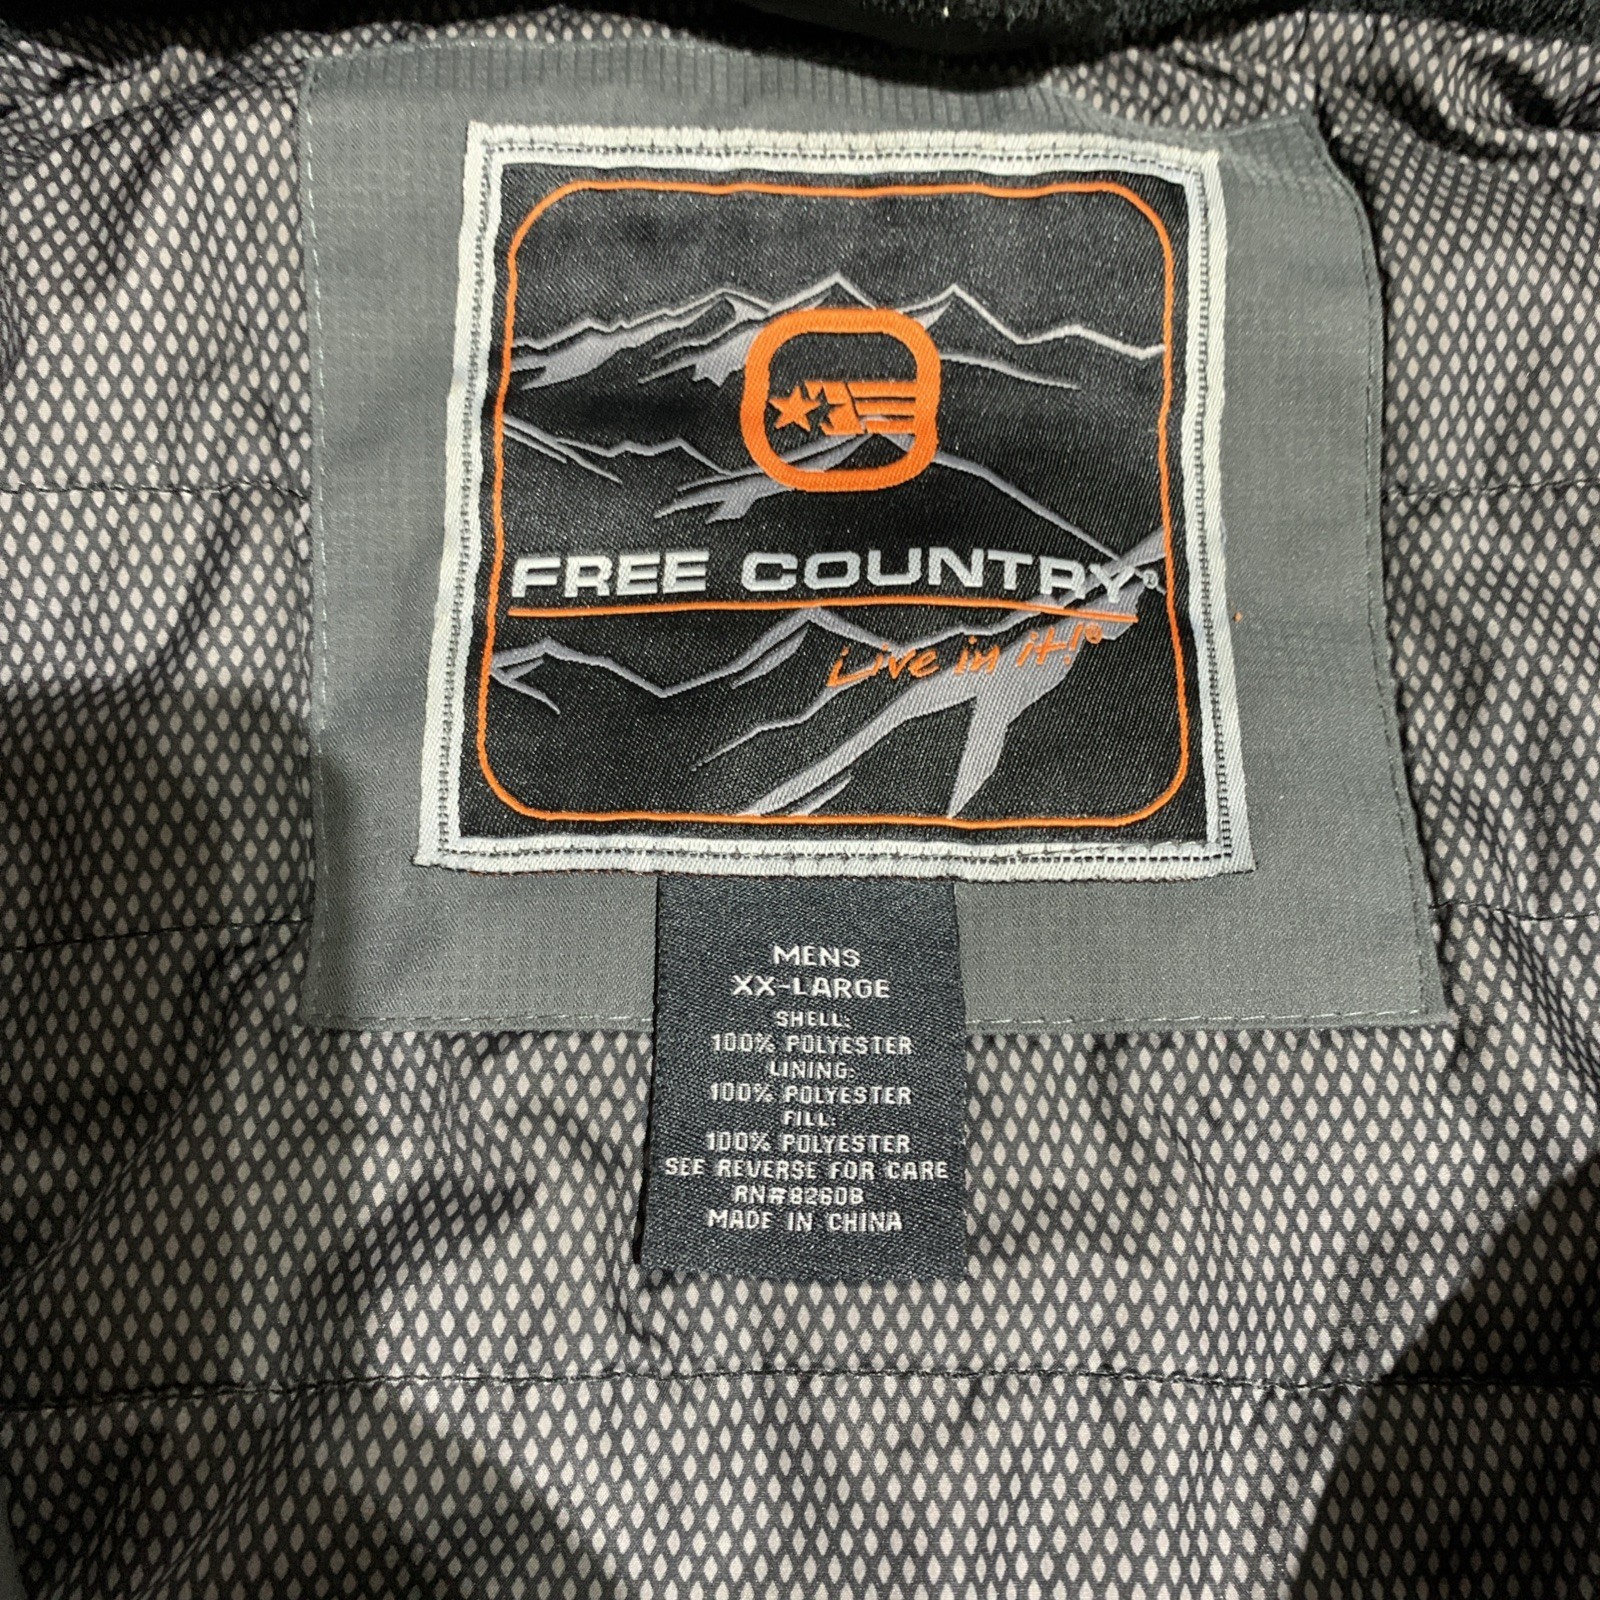 FREE COUNTRY®
Live in it!®
MENS
XX-LARGE
SHELL:
100% POLYESTER
LINING:
100% POLYESTER
FILL:
100% POLYESTER
SEE REVERSE FOR CARE
RN#82608
MADE IN CHINA